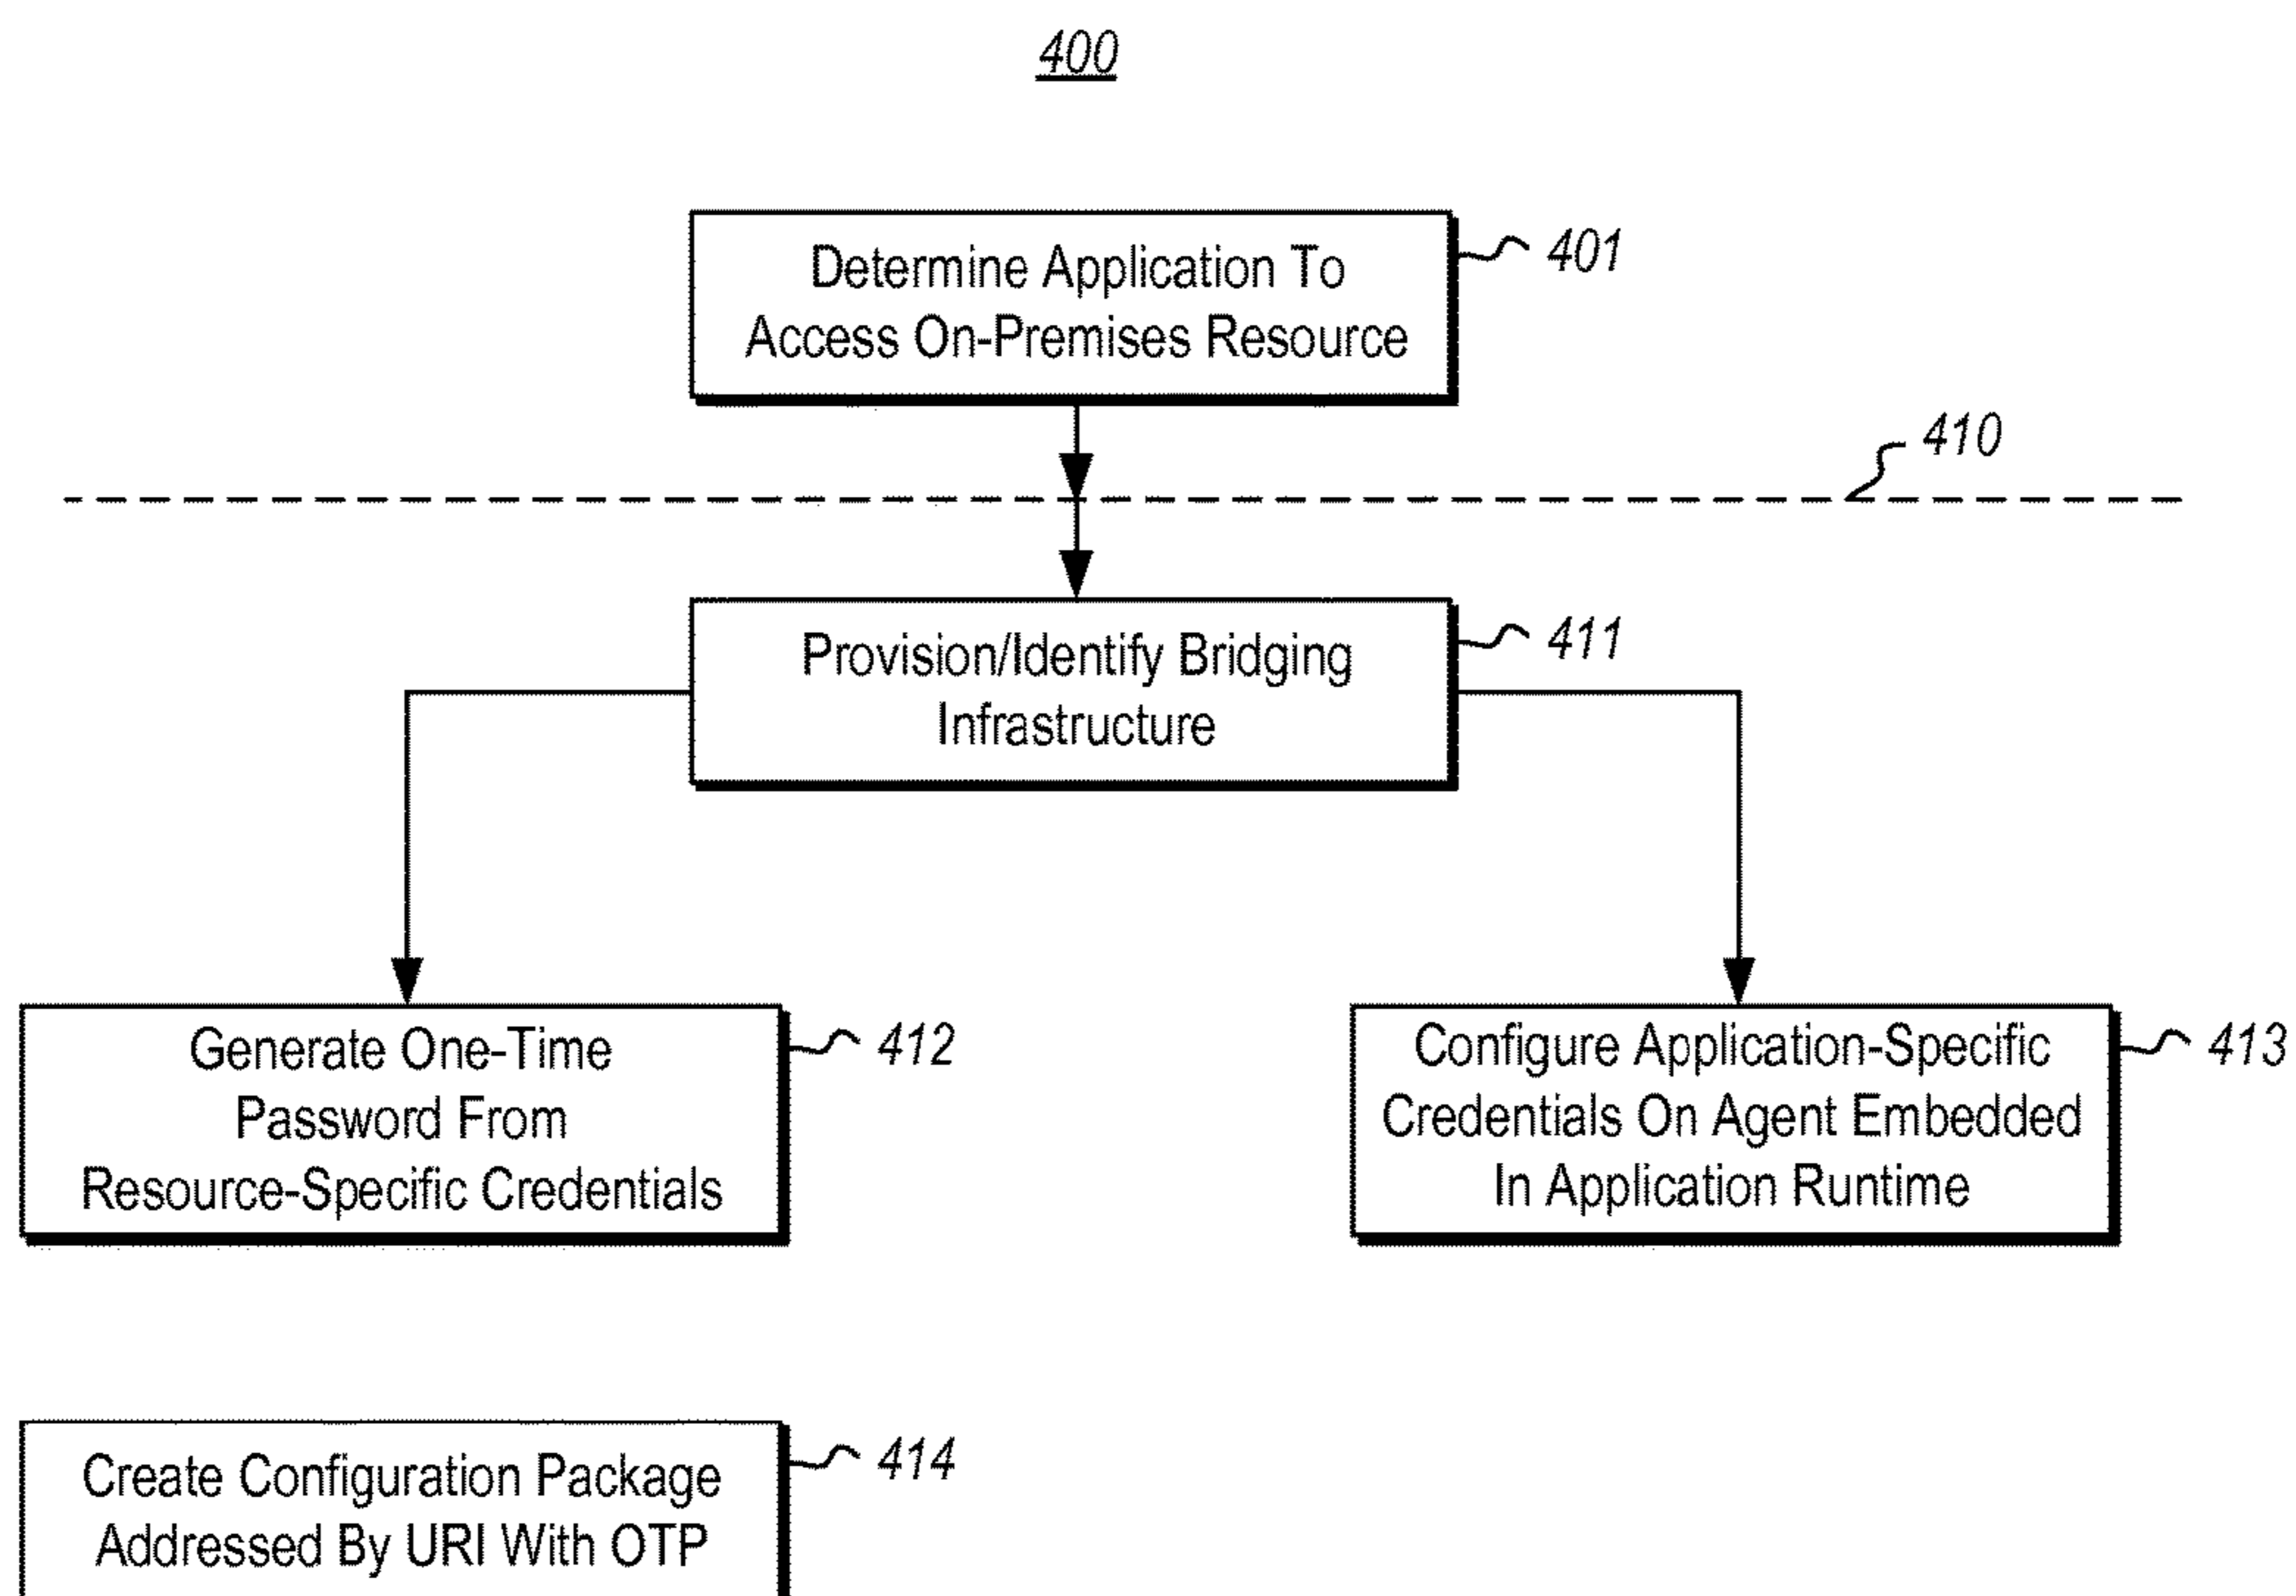 400
Determine Application To
Access On-Premises Resource
401
410
Provision/Identify Bridging
Infrastructure
411
Generate One-Time
Password From
Resource-Specific Credentials
412
Configure Application-Specific
Credentials On Agent Embedded
In Application Runtime
413
Create Configuration Package
Addressed By URI With OTP
414